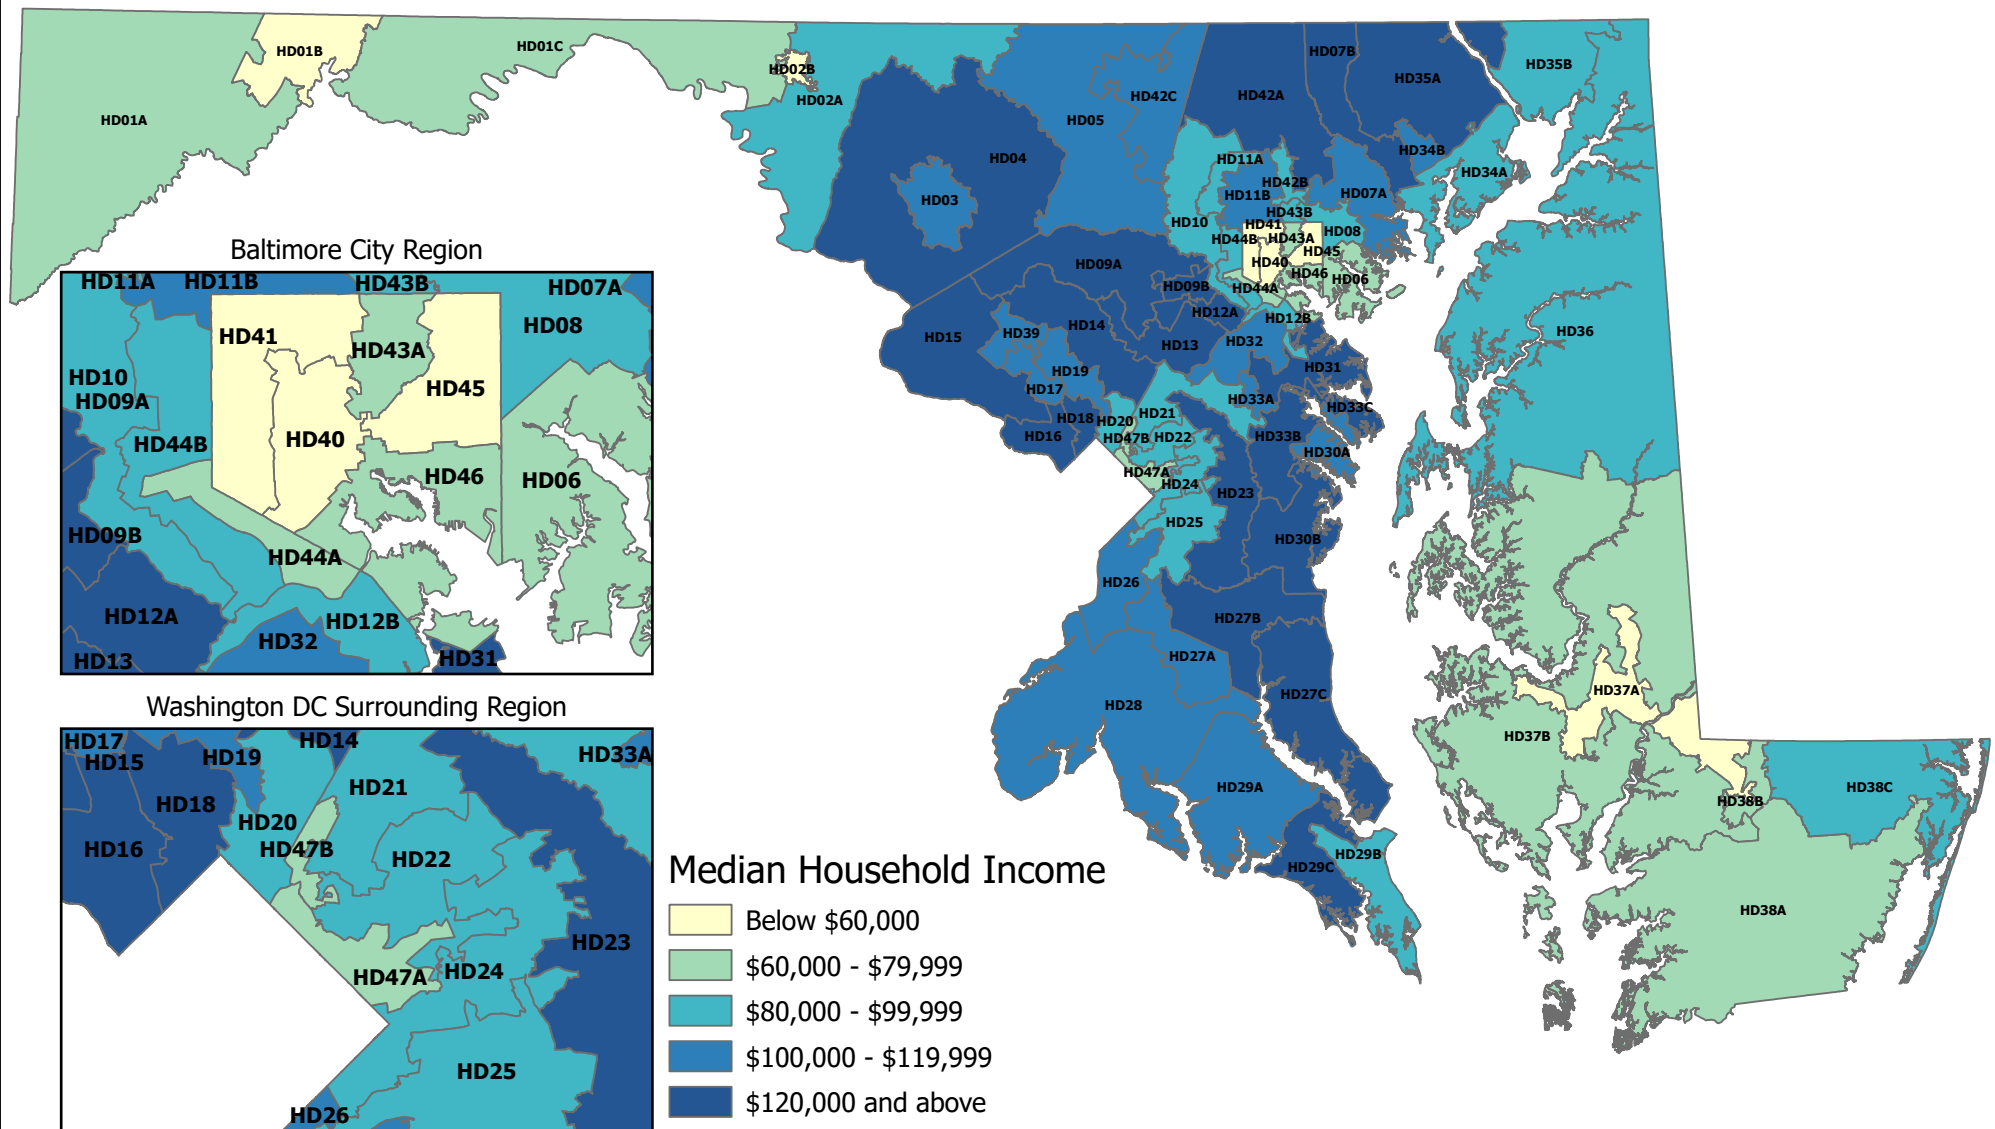 HD01A
HD01B
HD01C
HD02B
HD02A
HD04
HD03
HD05
HD42C
HD42A
HD07B
HD35A
HD35B
HD34B
HD34A
HD11A
HD42B
HD11B
HD07A
HD10
HD43B
HD41
HD44B
HD43A
HD08
HD45
HD40
HD46
HD06
HD44A
HD09A
HD09B
HD12A
HD12B
HD15
HD39
HD14
HD13
HD32
HD36
HD19
HD17
HD31
HD18
HD20
HD21
HD33A
HD33C
HD16
HD47B
HD22
HD33B
HD30A
HD47A
HD24
HD23
HD25
HD30B
HD26
HD27B
HD27A
HD27C
HD28
HD29A
HD29B
HD29C
HD37A
HD37B
HD38B
HD38C
HD38A
Baltimore City Region
HD11A
HD11B
HD43B
HD07A
HD41
HD08
HD43A
HD10
HD09A
HD45
HD44B
HD40
HD46
HD06
HD09B
HD44A
HD12A
HD12B
HD32
HD13
HD31
Washington DC Surrounding Region
HD17
HD15
HD19
HD14
HD33A
HD18
HD21
HD20
HD16
HD47B
HD22
HD23
HD47A
HD24
HD25
HD26
Median Household Income
Below $60,000
$60,000 - $79,999
$80,000 - $99,999
$100,000 - $119,999
$120,000 and above